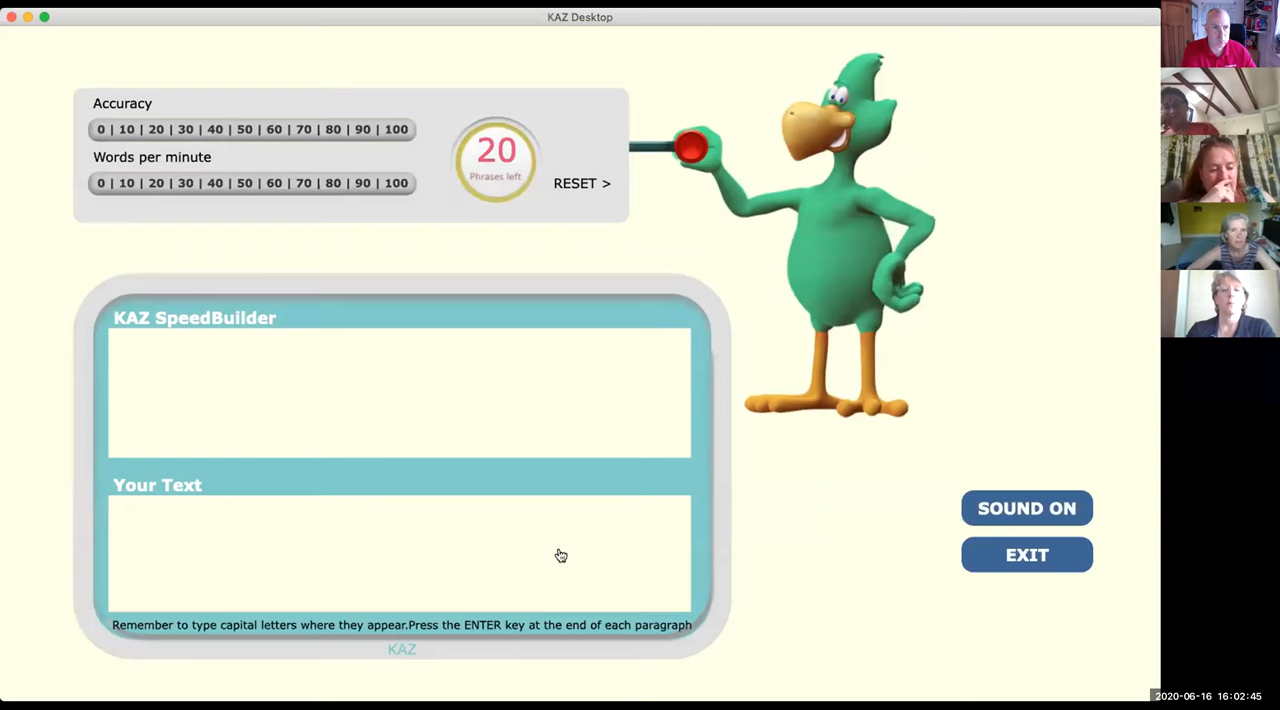 KAZ Desktop
Accuracy
0 | 10 | 20 | 30 | 40 | 50 | 60 | 70 | 80 | 90 | 100
Words per minute
0 | 10 | 20 | 30 | 40 | 50 | 60 | 70 | 80 | 90 | 100
20
Phrases left
RESET >
KAZ SpeedBuilder
Your Text
Remember to type capital letters where they appear.Press the ENTER key at the end of each paragraph
KAZ
SOUND ON
EXIT
2020-06-16 16:02:45